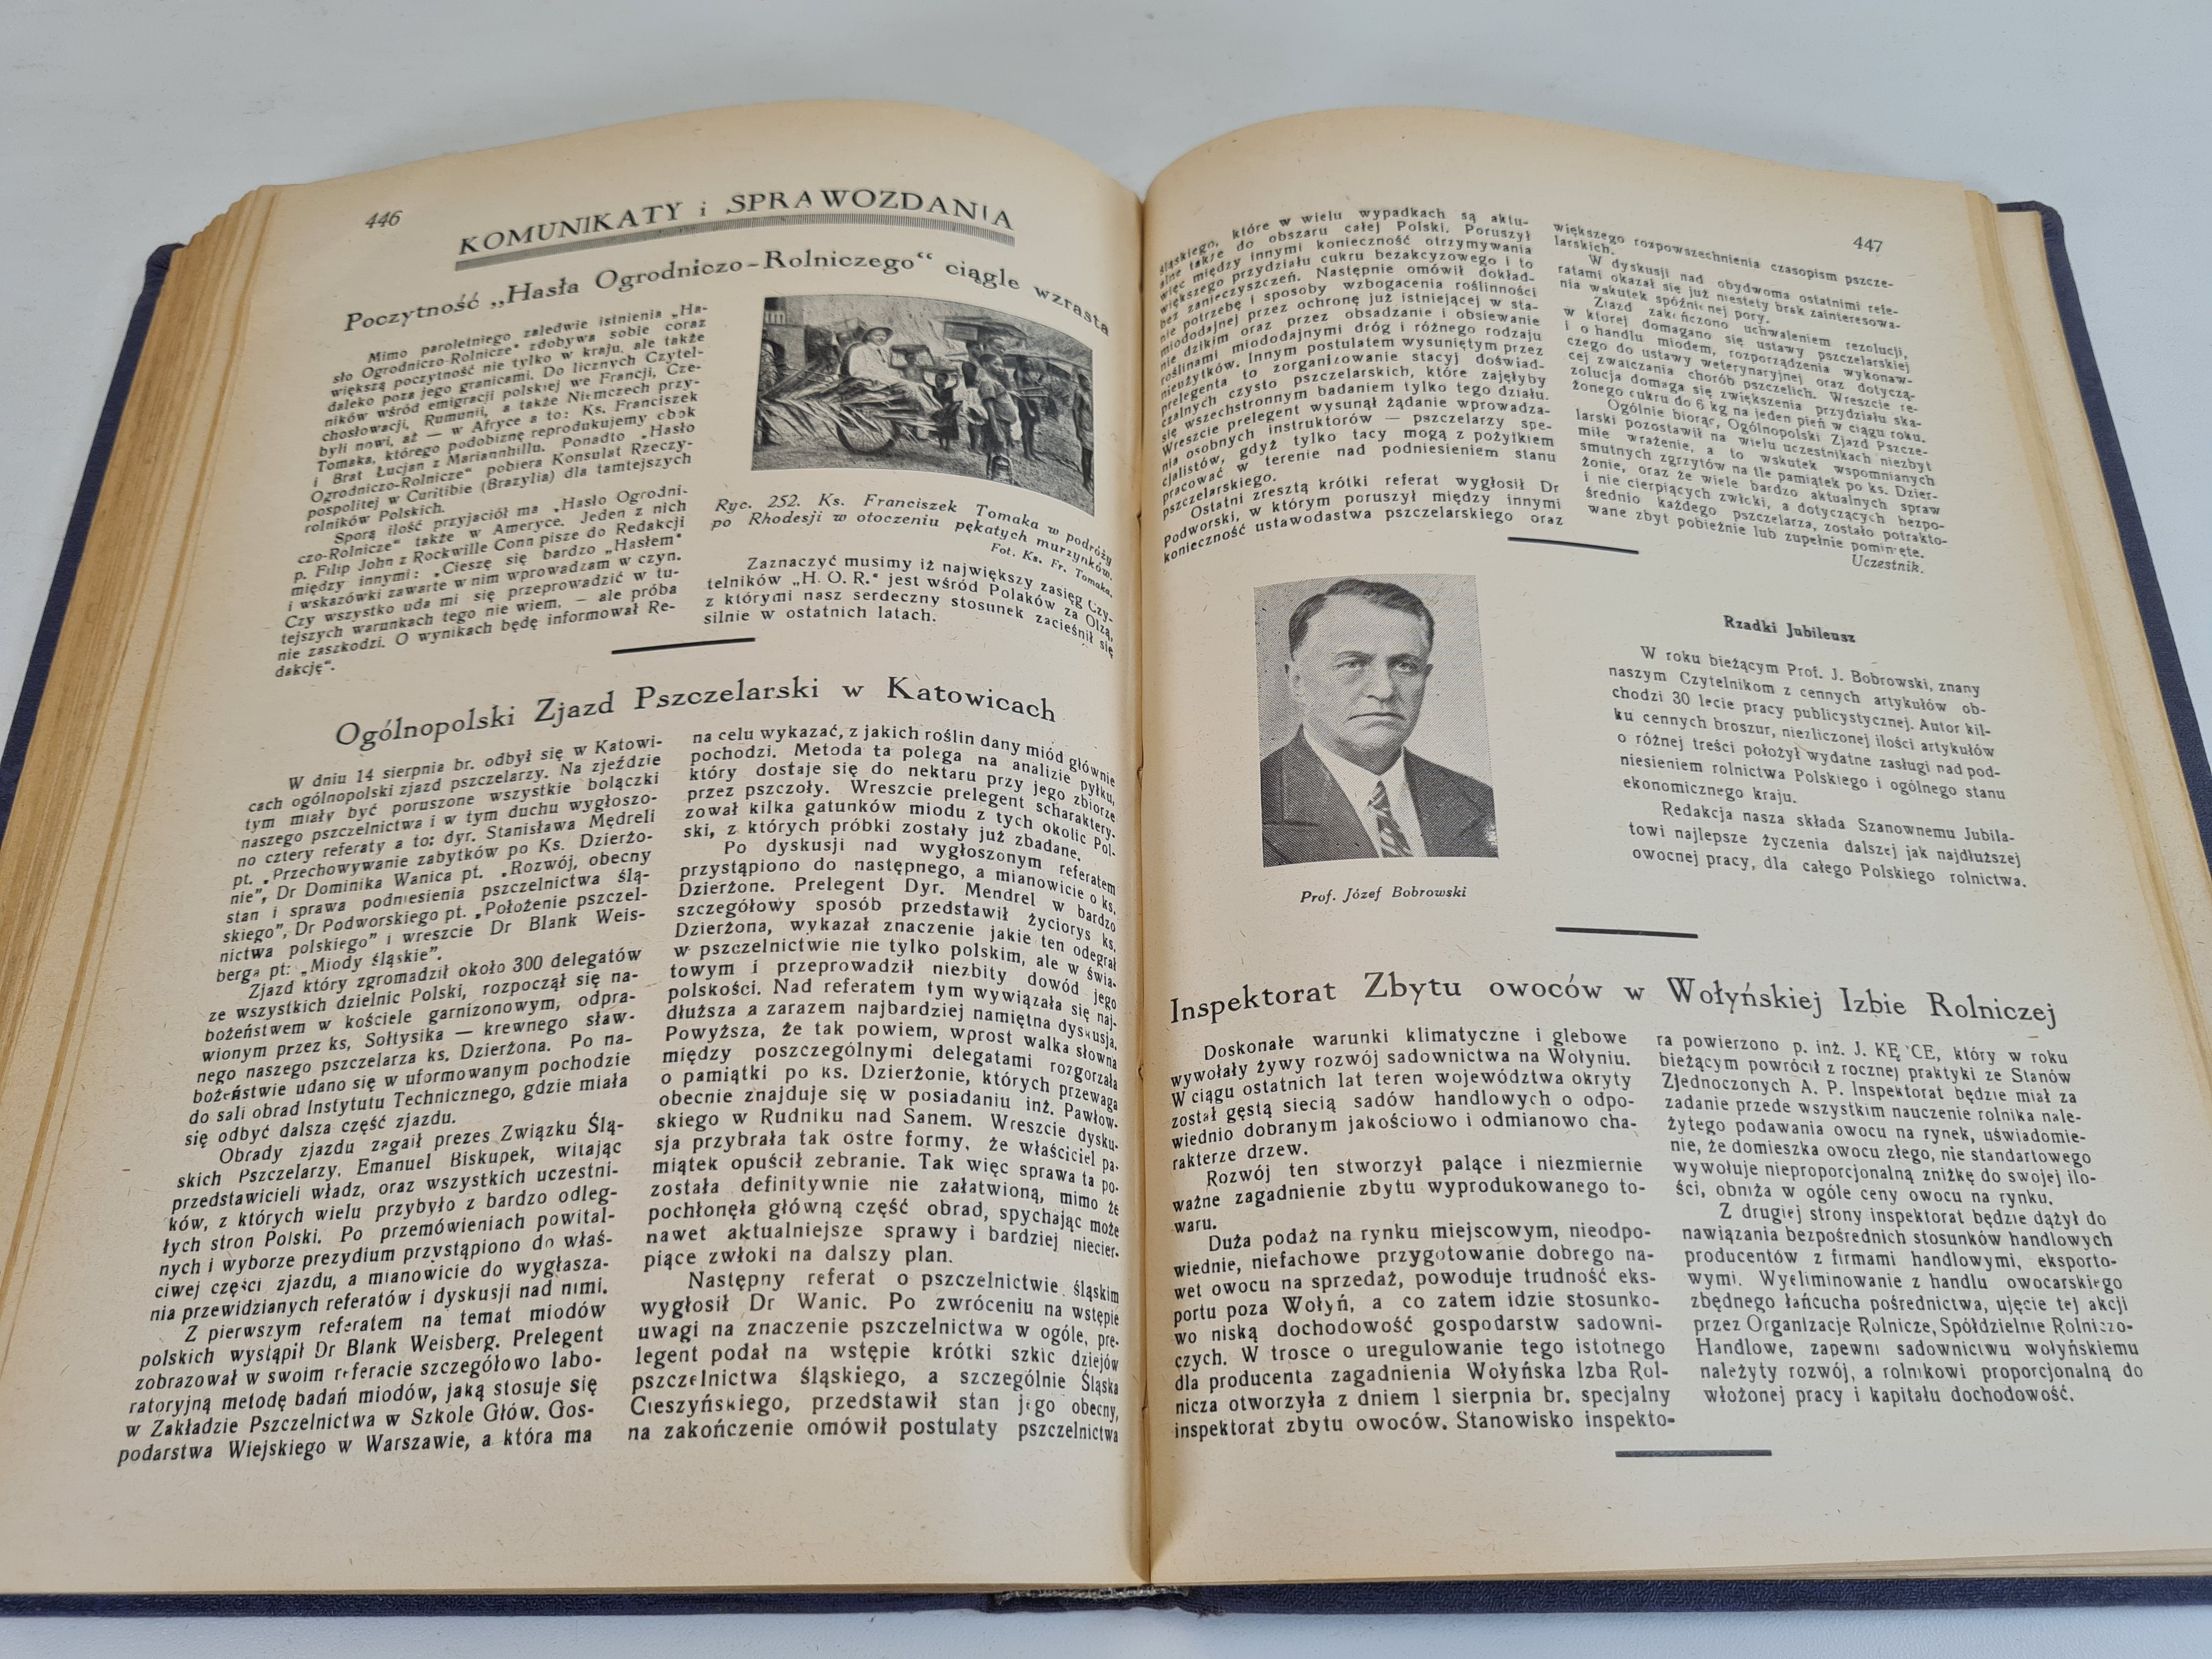 446
KOMUNIKATY i SPRAWOZDANIA
Poczytność „Hasła Ogrodniczo-Rolniczego“ ciągle wzrasta
Mimo paroletniego zaledwie istnienia „Ha-
sło Ogrodniczo-Rolnicze“ zdobywa sobie coraz
większą poczytność nie tylko w kraju, ale także
daleko poza jego granicami. Do licznych Czytel-
ników wśród emigracji polskiej we Francji, Cze-
chosłowacji, Rumunii, a także Niemczech przy-
byli nowi, aż — w Afryce a to: Ks. Franciszek
Tomaka, którego podobiznę reprodukujemy obok
i Brat Łucjan z Mariannhillu. Ponadto „Hasło
Ogrodniczo-Rolnicze“ pobiera Konsulat Rzeczy-
pospolitej w Curitibie (Brazylia) dla tamtejszych
rolników Polskich.
Sporą ilość przyjaciół ma „Hasło Ogrodni-
czo-Rolnicze“ także w Ameryce. Jeden z nich
p. Filip John z Rockwille Conn pisze do Redakcji
między innymi: „Cieszę się bardzo „Hasłem“
i wskazówki zawarte w nim wprowadzam w czyn.
Czy wszystko uda mi się przeprowadzić w tu-
tejszych warunkach tego nie wiem, — ale próba
nie zaszkodzi. O wynikach będę informował Re-
dakcję“.
Ryc. 252. Ks. Franciszek Tomaka w podróży
po Rhodesji w otoczeniu pękatych murzynków.
Fot. Ks. Fr. Tomaka.
Zaznaczyć musimy iż największy zasięg Czy-
telników „H. O. R.“ jest wśród Polaków za Olzą,
z którymi nasz serdeczny stosunek zacieśnił się
silnie w ostatnich latach.
Ogólnopolski Zjazd Pszczelarski w Katowicach
W dniu 14 sierpnia br. odbył się w Katowi-
cach ogólnopolski zjazd pszczelarzy. Na zjeździe
tym miały być poruszone wszystkie bolączki
naszego pszczelnictwa i w tym duchu wygłoszo-
no cztery referaty a to: dyr. Stanisława Mędreli
pt. „Przechowywanie zabytków po Ks. Dzierżo-
nie”, Dr Dominika Wanica pt. „Rozwój, obecny
stan i sprawa podniesienia pszczelnictwa ślą-
skiego”, Dr Podworskiego pt. „Położenie pszczel-
nictwa polskiego” i wreszcie Dr Blank Weis-
berga pt: „Miody śląskie”.
Zjazd który zgromadził około 300 delegatów
ze wszystkich dzielnic Polski, rozpoczął się na-
bożeństwem w kościele garnizonowym, odpra-
wionym przez ks, Sołtysika — krewnego sław-
nego naszego pszczelarza ks. Dzierżona. Po na-
bożeństwie udano się w uformowanym pochodzie
do sali obrad Instytutu Technicznego, gdzie miała
się odbyć dalsza część zjazdu.
Obrady zjazdu zagaił prezes Związku Ślą-
skich Pszczelarzy, Emanuel Biskupek, witając
przedstawicieli władz, oraz wszystkich uczestni-
ków, z których wielu przybyło z bardzo odleg-
łych stron Polski. Po przemówieniach powital-
nych i wyborze prezydium przystąpiono do właś-
ciwej części zjazdu, a mianowicie do wygłasza-
nia przewidzianych referatów i dyskusji nad nimi.
Z pierwszym referatem na temat miodów
polskich wystąpił Dr Blank Weisberg. Prelegent
zobrazował w swoim referacie szczegółowo labo-
ratoryjną metodę badań miodów, jaką stosuje się
w Zakładzie Pszczelnictwa w Szkole Głów. Gos-
podarstwa Wiejskiego w Warszawie, a która ma
na celu wykazać, z jakich roślin dany miód głównie
pochodzi. Metoda ta polega na analizie pyłku,
który dostaje się do nektaru przy jego zbiorze
przez pszczoły. Wreszcie prelegent scharaktery-
zował kilka gatunków miodu z tych okolic Pol-
ski, z których próbki zostały już zbadane.
Po dyskusji nad wygłoszonym referatem
przystąpiono do następnego, a mianowicie o ks.
Dzierżone. Prelegent Dyr. Mendrel w bardzo
szczegółowy sposób przedstawił życiorys ks.
Dzierżona, wykazał znaczenie jakie ten odegrał
w pszczelnictwie nie tylko polskim, ale w świa-
towym i przeprowadził niezbity dowód jego
polskości. Nad referatem tym wywiązała się naj-
dłuższa a zarazem najbardziej namiętna dyskusja.
Powyższa, że tak powiem, wprost walka słowna
między poszczególnymi delegatami rozgorzała
o pamiątki po ks. Dzierżonie, których przewaga
obecnie znajduje się w posiadaniu inż. Pawłow-
skiego w Rudniku nad Sanem. Wreszcie dysku-
sja przybrała tak ostre formy, że właściciel pa-
miątek opuścił zebranie. Tak więc sprawa ta po-
została definitywnie nie załatwioną, mimo że
pochłonęła główną część obrad, spychając może
nawet aktualniejsze sprawy i bardziej niecier-
piące zwłoki na dalszy plan.
Następny referat o pszczelnictwie śląskim
wygłosił Dr Wanic. Po zwróceniu na wstępie
uwagi na znaczenie pszczelnictwa w ogóle, pre-
legent podał na wstępie krótki szkic dziejów
pszczelnictwa śląskiego, a szczególnie Śląska
Cieszyńskiego, przedstawił stan jego obecny,
na zakończenie omówił postulaty pszczelnictwa
447
śląskiego, które w wielu wypadkach są aktu-
alne także do obszaru całej Polski. Poruszył
więc między innymi konieczność otrzymywania
większego przydziału cukru bezakcyzowego i to
bez zanieczyszczeń. Następnie omówił dokład-
nie potrzebę i sposoby wzbogacenia roślinności
miododajnej przez ochronę już istniejącej w sta-
nie dzikim oraz przez obsadzanie i obsiewanie
roślinami miododajnymi dróg i różnego rodzaju
nieużytków. Innym postulatem wysuniętym przez
prelegenta to zorganizowanie stacyj doświad-
czalnych czysto pszczelarskich, które zajęłyby
się wszechstronnym badaniem tylko tego działu.
Wreszcie prelegent wysunął żądanie wprowadza-
nia osobnych instruktorów — pszczelarzy spe-
cjalistów, gdyż tylko tacy mogą z pożytkiem
pracować w terenie nad podniesieniem stanu
pszczelarskiego.
Ostatni zresztą krótki referat wygłosił Dr
Podworski, w którym poruszył między innymi
konieczność ustawodastwa pszczelarskiego oraz
większego rozpowszechnienia czasopism pszcze-
larskich.
W dyskusji nad obydwoma ostatnimi refe-
ratami okazał się już niestety brak zainteresowa-
nia wskutek spóźnicnej pory.
Zjazd zakończono uchwaleniem rezolucji,
w ktorej domagano się ustawy pszczelarskiej
i o handlu miodem, rozporządzenia wykonaw-
czego do ustawy weterynaryjnej oraz dotyczą-
cej zwalczania chorób pszczelich. Wreszcie re-
zolucja domaga się zwiększenia przydziału ska-
żonego cukru do 6 kg na jeden pień w ciągu roku.
Ogólnie biorąc, Ogólnopolski Zjazd Pszcze-
larski pozostawił na wielu uczestnikach niezbyt
miłe wrażenie, a to wskutek wspomnianych
smutnych zgrzytów na tle pamiątek po ks. Dzier-
żonie, oraz że wiele bardzo aktualnych spraw
i nie cierpiących zwłcki, a dotyczących bezpo-
średnio każdego pszczelarza, zostało potrakto-
wane zbyt pobieżnie lub zupełnie pominięte.
Uczestnik.
Prof. Józef Bobrowski
Rzadki Jubileusz
W roku bieżącym Prof. J. Bobrowski, znany
naszym Czytelnikom z cennych artykułów ob-
chodzi 30 lecie pracy publicystycznej. Autor kil-
ku cennych broszur, niezliczonej ilości artykułów
o różnej treści położył wydatne zasługi nad pod-
niesieniem rolnictwa Polskiego i ogólnego stanu
ekonomicznego kraju.
Redakcja nasza składa Szanownemu Jubila-
towi najlepsze życzenia dalszej jak najdłuższej
owocnej pracy, dla całego Polskiego rolnictwa.
Inspektorat Zbytu owoców w Wołyńskiej Izbie Rolniczej
Doskonałe warunki klimatyczne i glebowe
wywołały żywy rozwój sadownictwa na Wołyniu.
W ciągu ostatnich lat teren województwa okryty
został gęstą siecią sadów handlowych o odpo-
wiednio dobranym jakościowo i odmianowo cha-
rakterze drzew.
Rozwój ten stworzył palące i niezmiernie
ważne zagadnienie zbytu wyprodukowanego to-
waru.
Duża podaż na rynku miejscowym, nieodpo-
wiednie, niefachowe przygotowanie dobrego na-
wet owocu na sprzedaż, powoduje trudność eks-
portu poza Wołyń, a co zatem idzie stosunko-
wo niską dochodowość gospodarstw sadowni-
czych. W trosce o uregulowanie tego istotnego
dla producenta zagadnienia Wołyńska Izba Rol-
nicza otworzyła z dniem 1 sierpnia br. specjalny
inspektorat zbytu owoców. Stanowisko inspekto-
ra powierzono p. inż. J. który w roku
bieżącym powrócił z rocznej praktyki ze Stanów
Zjednoczonych A. P. Inspektorat będzie miał za
zadanie przede wszystkim nauczenie rolnika nale-
żytego podawania owocu na rynek, uświadomie-
nie, że domieszka owocu złego, nie standartowego
wywołuje nieproporcjonalną zniżkę do swojej ilo-
ści, obniża w ogóle ceny owocu na rynku.
Z drugiej strony inspektorat będzie dążył do
nawiązania bezpośrednich stosunków handlowych
producentów z firmami handlowymi, eksporto-
wymi. Wyeliminowanie z handlu owocarskiego
zbędnego łańcucha pośrednictwa, ujęcie tej akcji
przez Organizacje Rolnicze, Spółdzielnie Rolniczo-
Handlowe, zapewni sadownictwu wołyńskiemu
należyty rozwój, a rolnikowi proporcjonalną do
włożonej pracy i kapitału dochodowość.